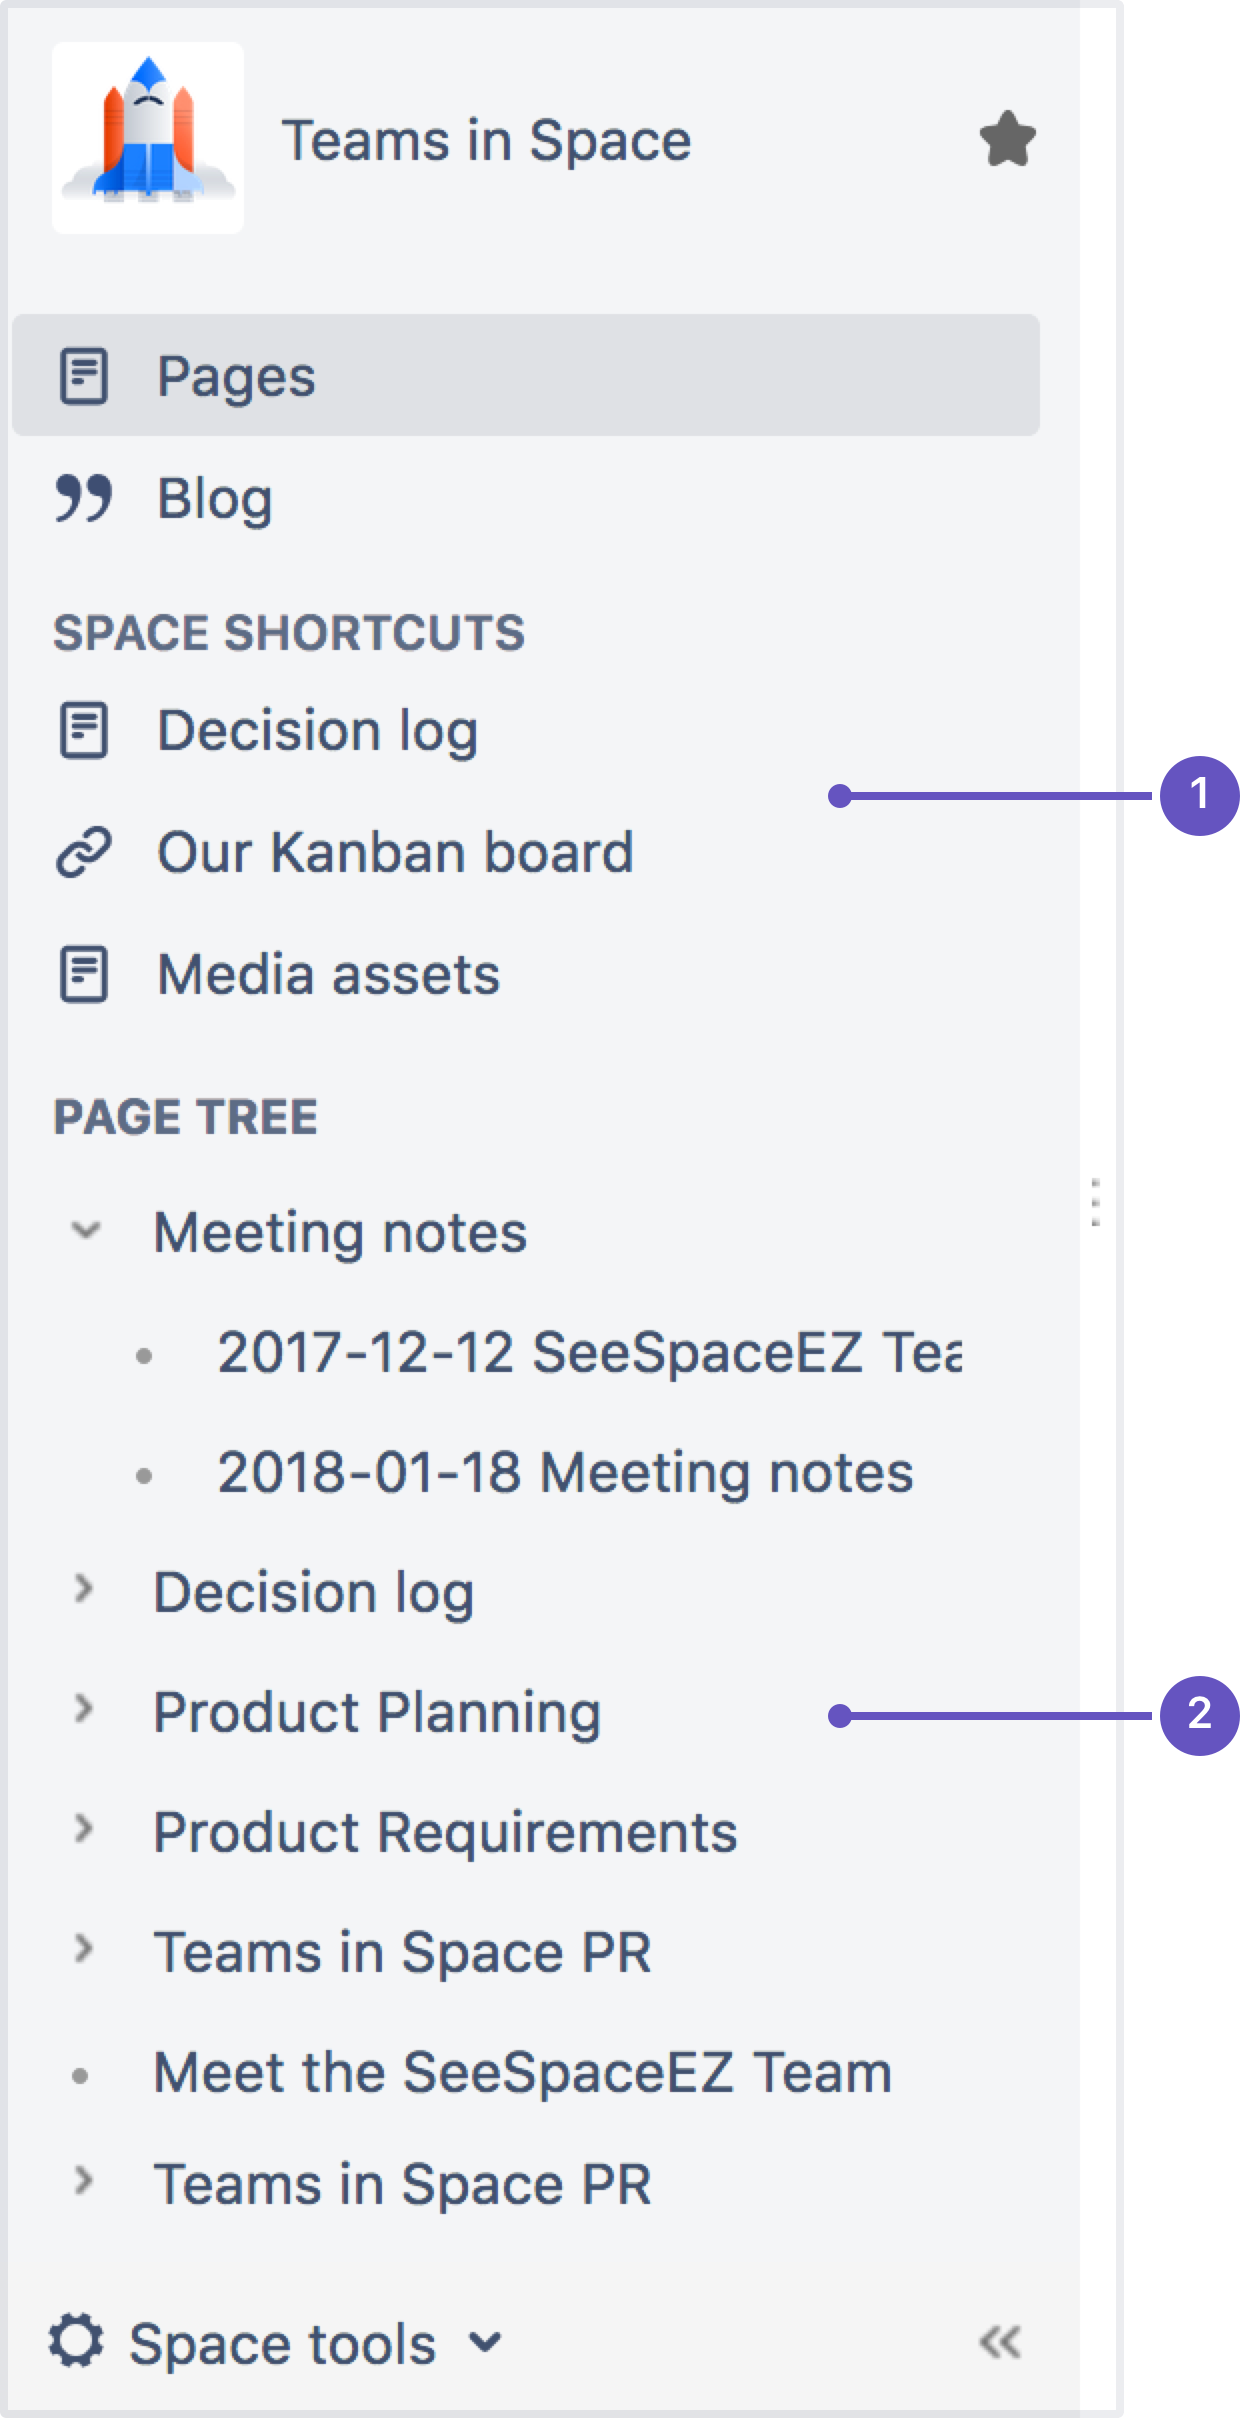 Teams in Space
Pages
Blog
SPACE SHORTCUTS
Decision log
1
Our Kanban board
Media assets
PAGE TREE
Meeting notes
2017-12-12 SeeSpaceEZ Tea
2018-01-18 Meeting notes
Decision log
Product Planning
2
Product Requirements
Teams in Space PR
Meet the SeeSpaceEZ Team
Teams in Space PR
Space tools